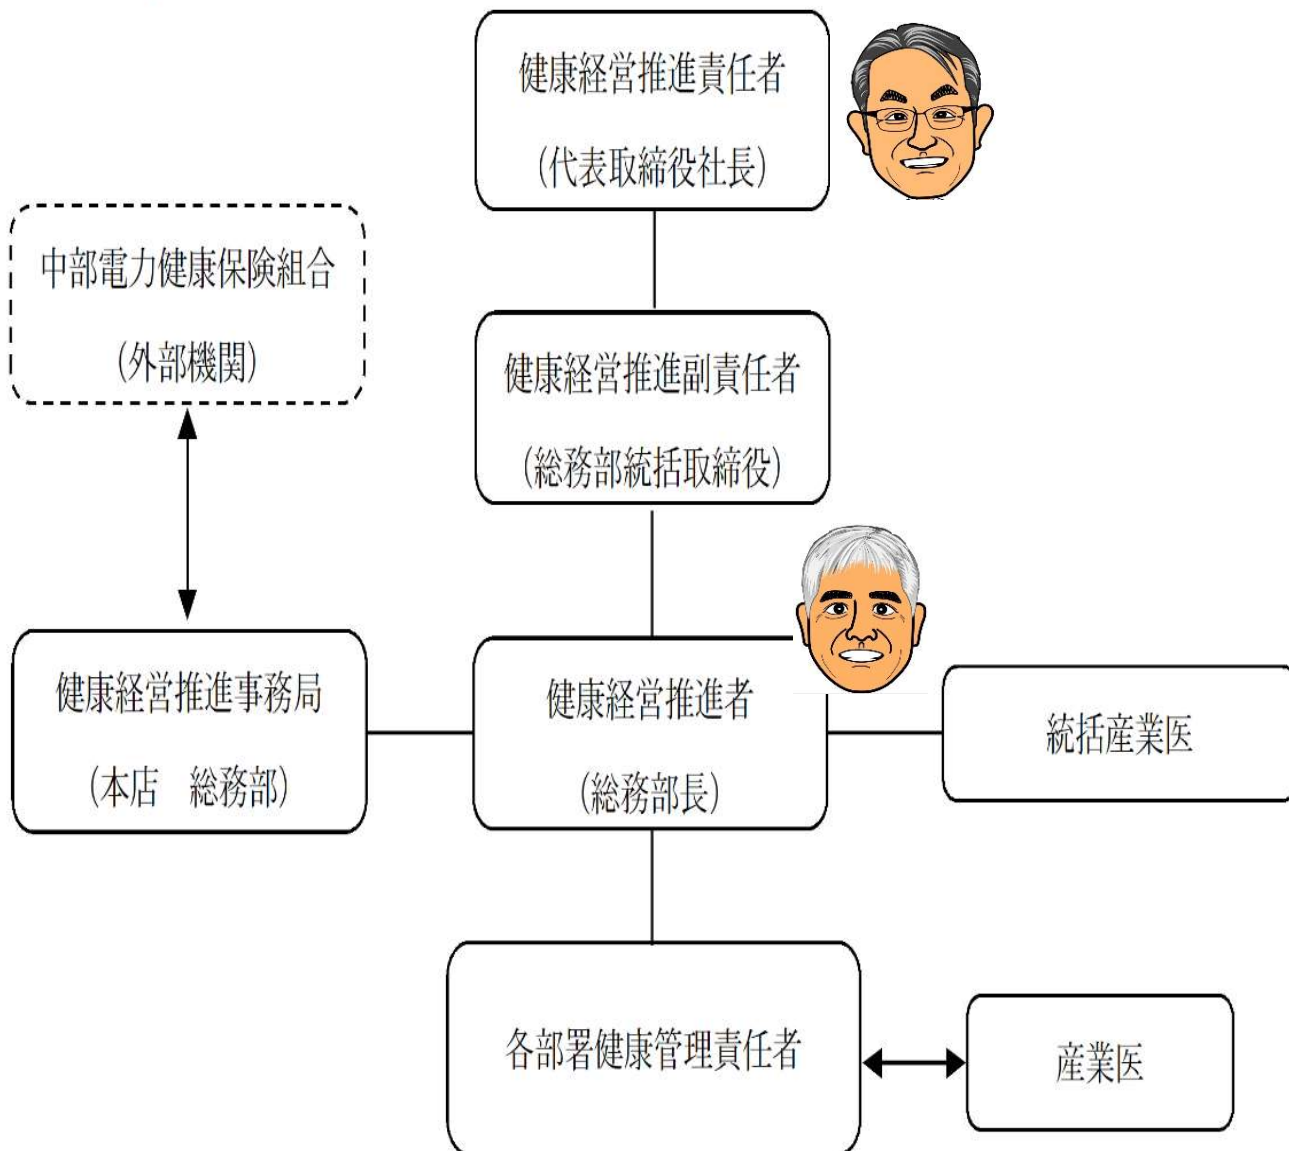 健康経営推進責任者
(代表取締役社長)
中部電力健康保険組合
(外部機関)
健康経営推進副責任者
(総務部統括取締役)
健康経営推進事務局
(本店　総務部)
健康経営推進者
(総務部長)
統括産業医
各部署健康管理責任者
産業医